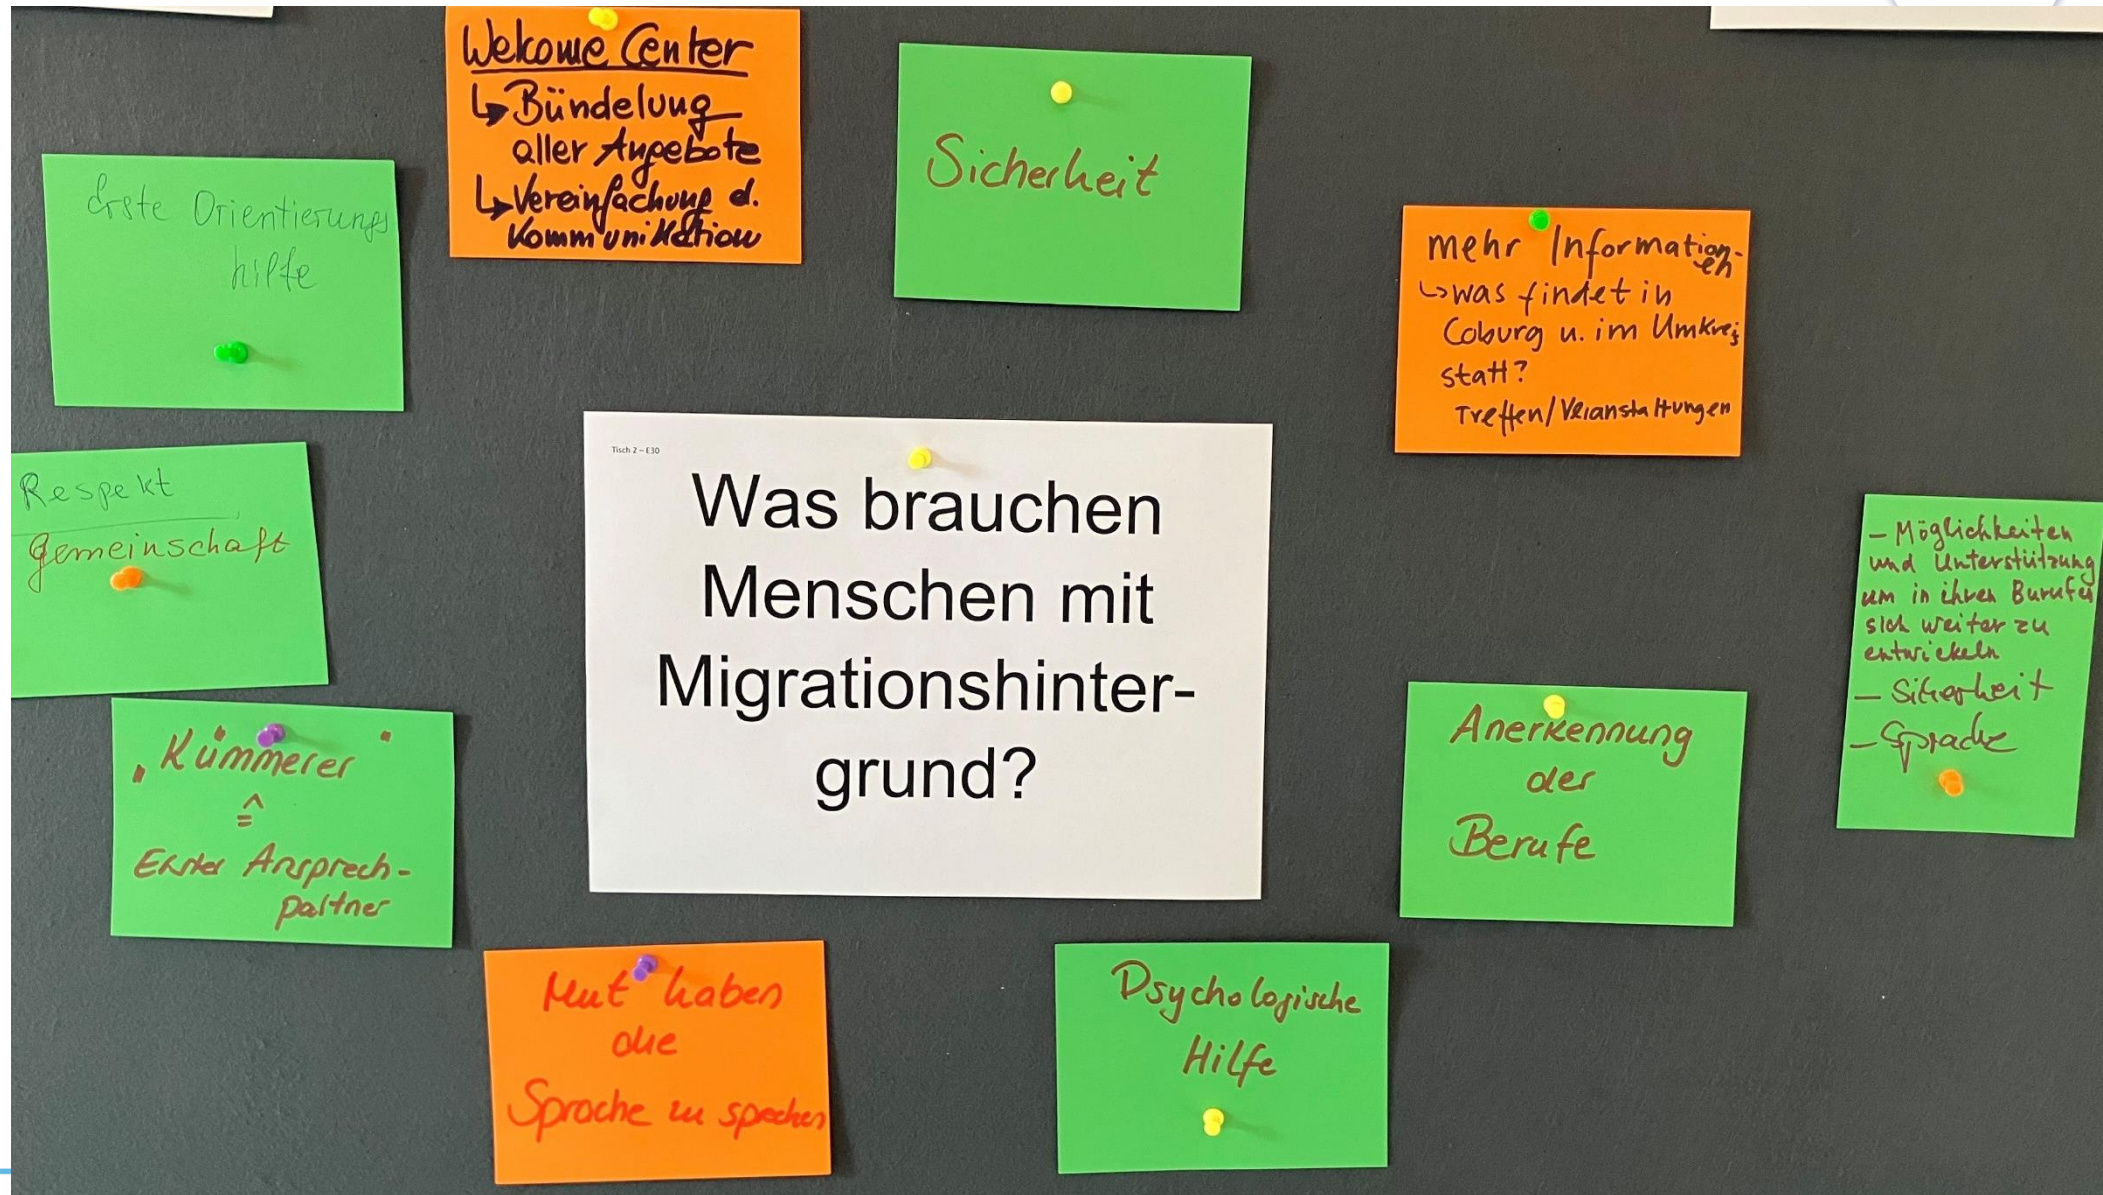 Welcome Center
↳ Bündelung
aller Angebote
↳ Vereinfachung d.
Kommunikation
Sicherheit
Erste Orientierungs
hilfe
mehr Information-
en
↳ was findet in
Coburg u. im Umkreis
statt?
Treffen/Veranstaltungen
Respekt
gemeinschaft
Tisch 2 – E30
Was brauchen
Menschen mit
Migrationshinter-
grund?
– Möglichkeiten
und Unterstützung
um in ihren Burufen
sich weiter zu
entwickeln
– Sicherheit
– Sprache
"Kümmerer"
≙
Erster Ansprech-
partner
Anerkennung
der
Berufe
Mut haben
die
Sprache zu sprechen
Psychologische
Hilfe